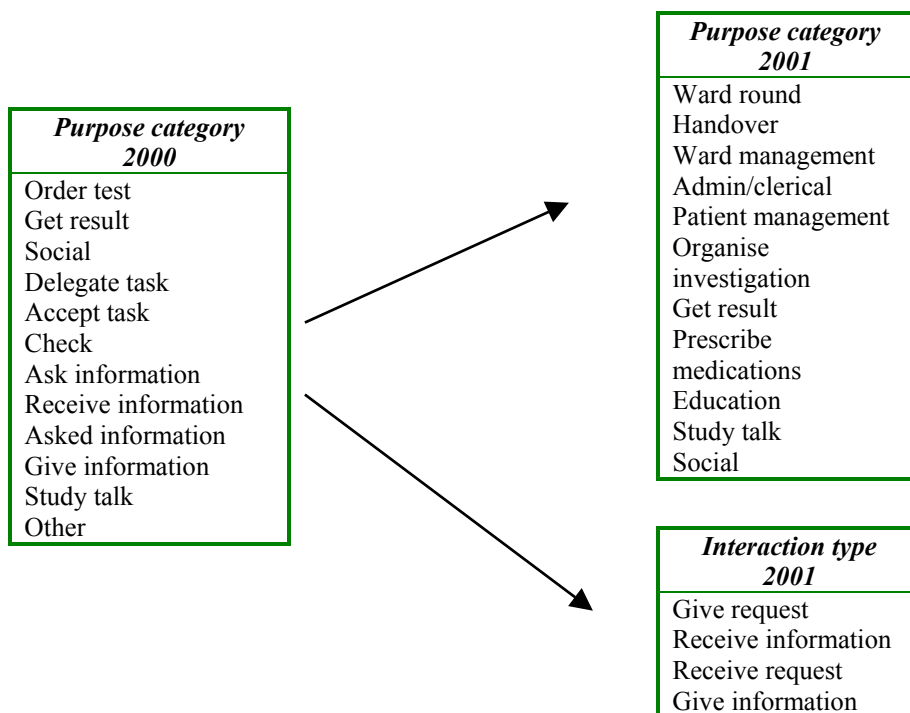 Purpose category
2000
Order test
Get result
Social
Delegate task
Accept task
Check
Ask information
Receive information
Asked information
Give information
Study talk
Other
Purpose category
2001
Ward round
Handover
Ward management
Admin/clerical
Patient management
Organise
investigation
Get result
Prescribe
medications
Education
Study talk
Social
Interaction type
2001
Give request
Receive information
Receive request
Give information